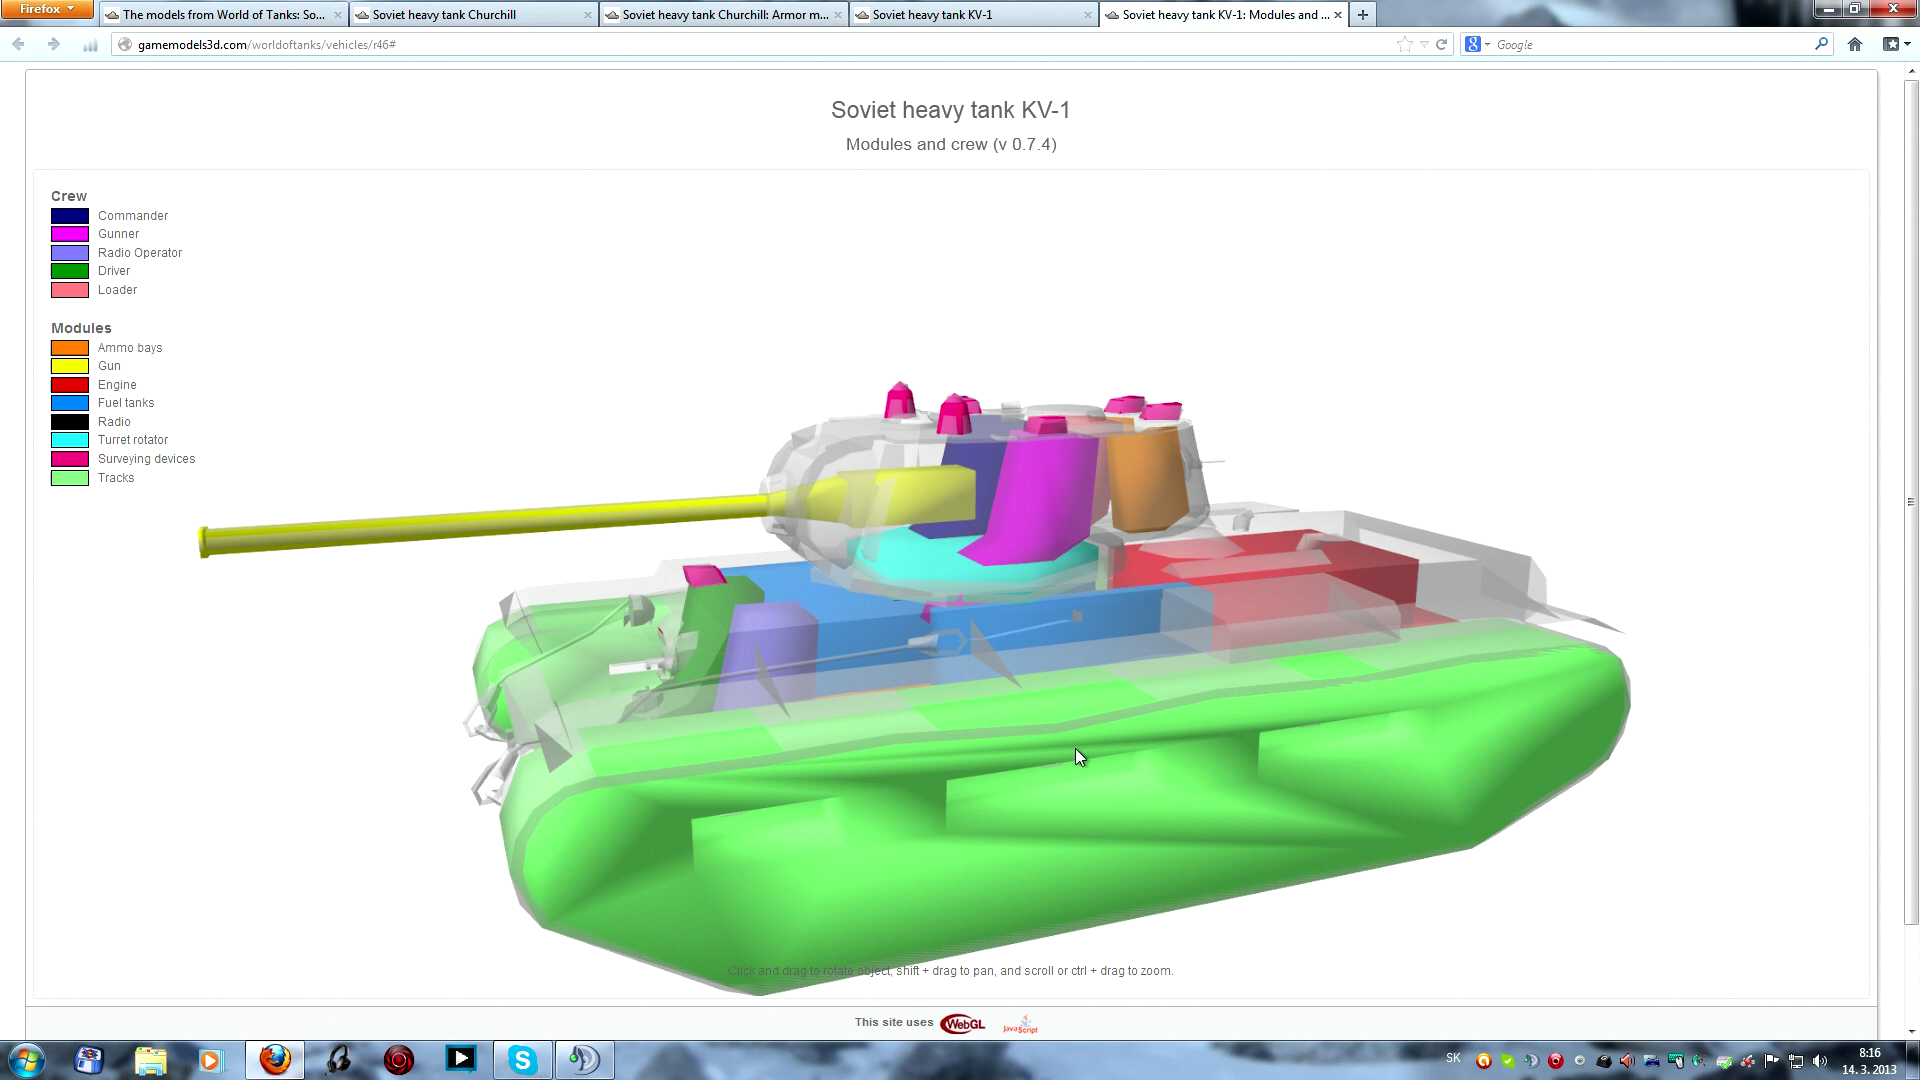 Firefox
The models from World of Tanks: So...
Soviet heavy tank Churchill
Soviet heavy tank Churchill: Armor m...
Soviet heavy tank KV-1
Soviet heavy tank KV-1: Modules and ...
gamemodels3d.com/worldoftanks/vehicles/r46#
Google
Soviet heavy tank KV-1
Modules and crew (v 0.7.4)
Crew
Commander
Gunner
Radio Operator
Driver
Loader
Modules
Ammo bays
Gun
Engine
Fuel tanks
Radio
Turret rotator
Surveying devices
Tracks
Click and drag to rotate object, shift + drag to pan, and scroll or ctrl + drag to zoom.
This site uses WebGL JavaScript
SK
8:16
14. 3. 2013